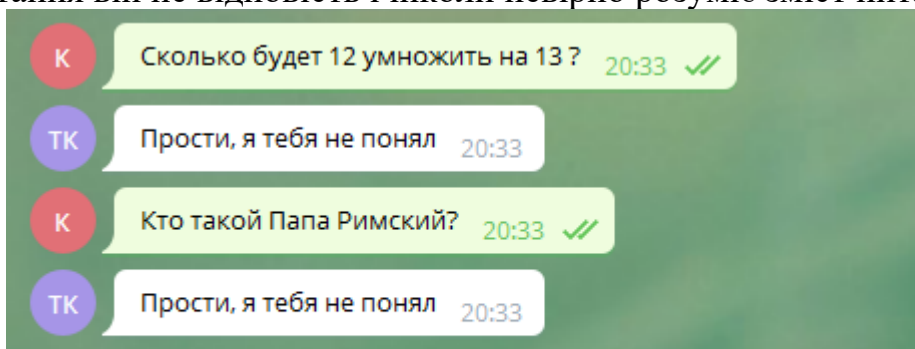 К
Сколько будет 12 умножить на 13 ?
20:33
ТК
Прости, я тебя не понял
20:33
К
Кто такой Папа Римский?
20:33
ТК
Прости, я тебя не понял
20:33